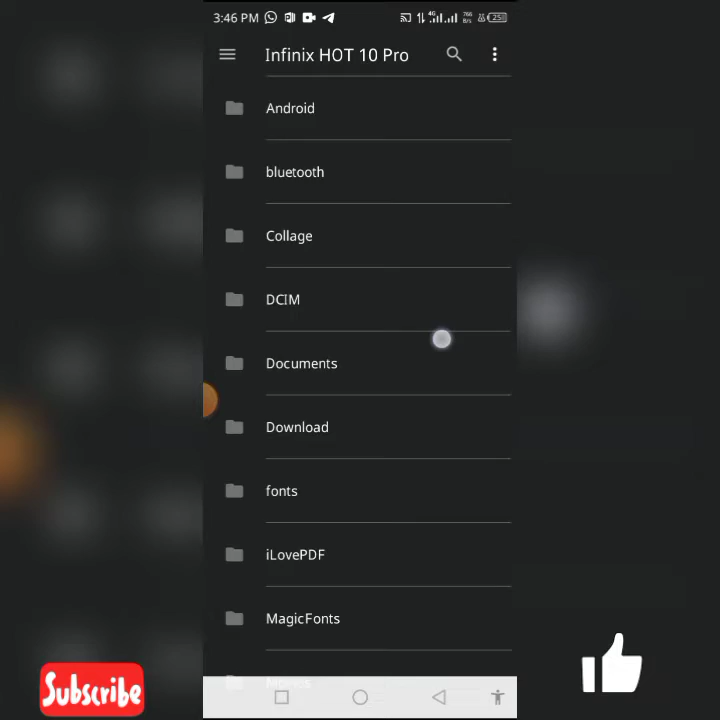 3:46 PM
Infinix HOT 10 Pro
Android
bluetooth
Collage
DCIM
Documents
Download
fonts
iLovePDF
MagicFonts
Subscribe